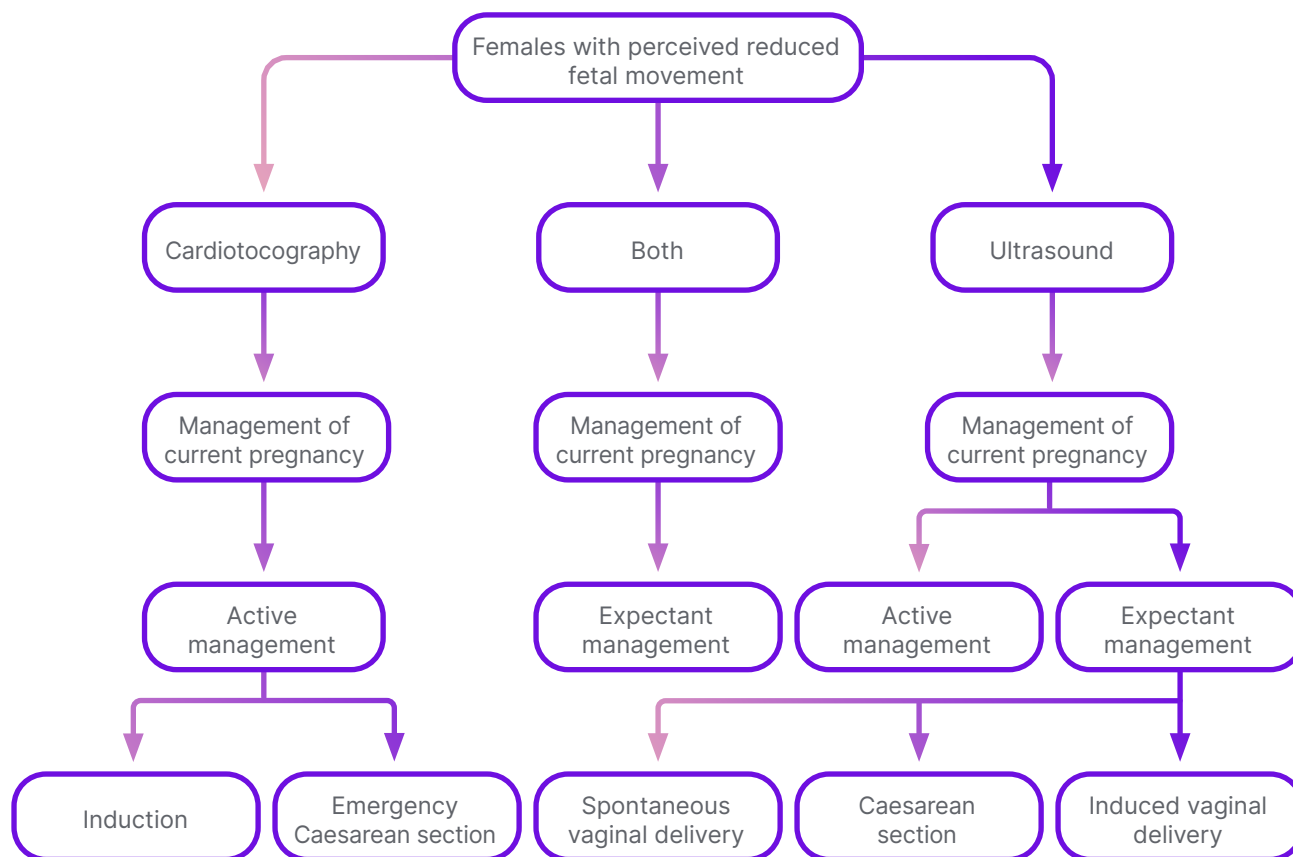 Females with perceived reduced
fetal movement
Cardiotocography
Both
Ultrasound
Management of
current pregnancy
Management of
current pregnancy
Management of
current pregnancy
Active
management
Expectant
management
Active
management
Expectant
management
Induction
Emergency
Caesarean section
Spontaneous
vaginal delivery
Caesarean
section
Induced vaginal
delivery